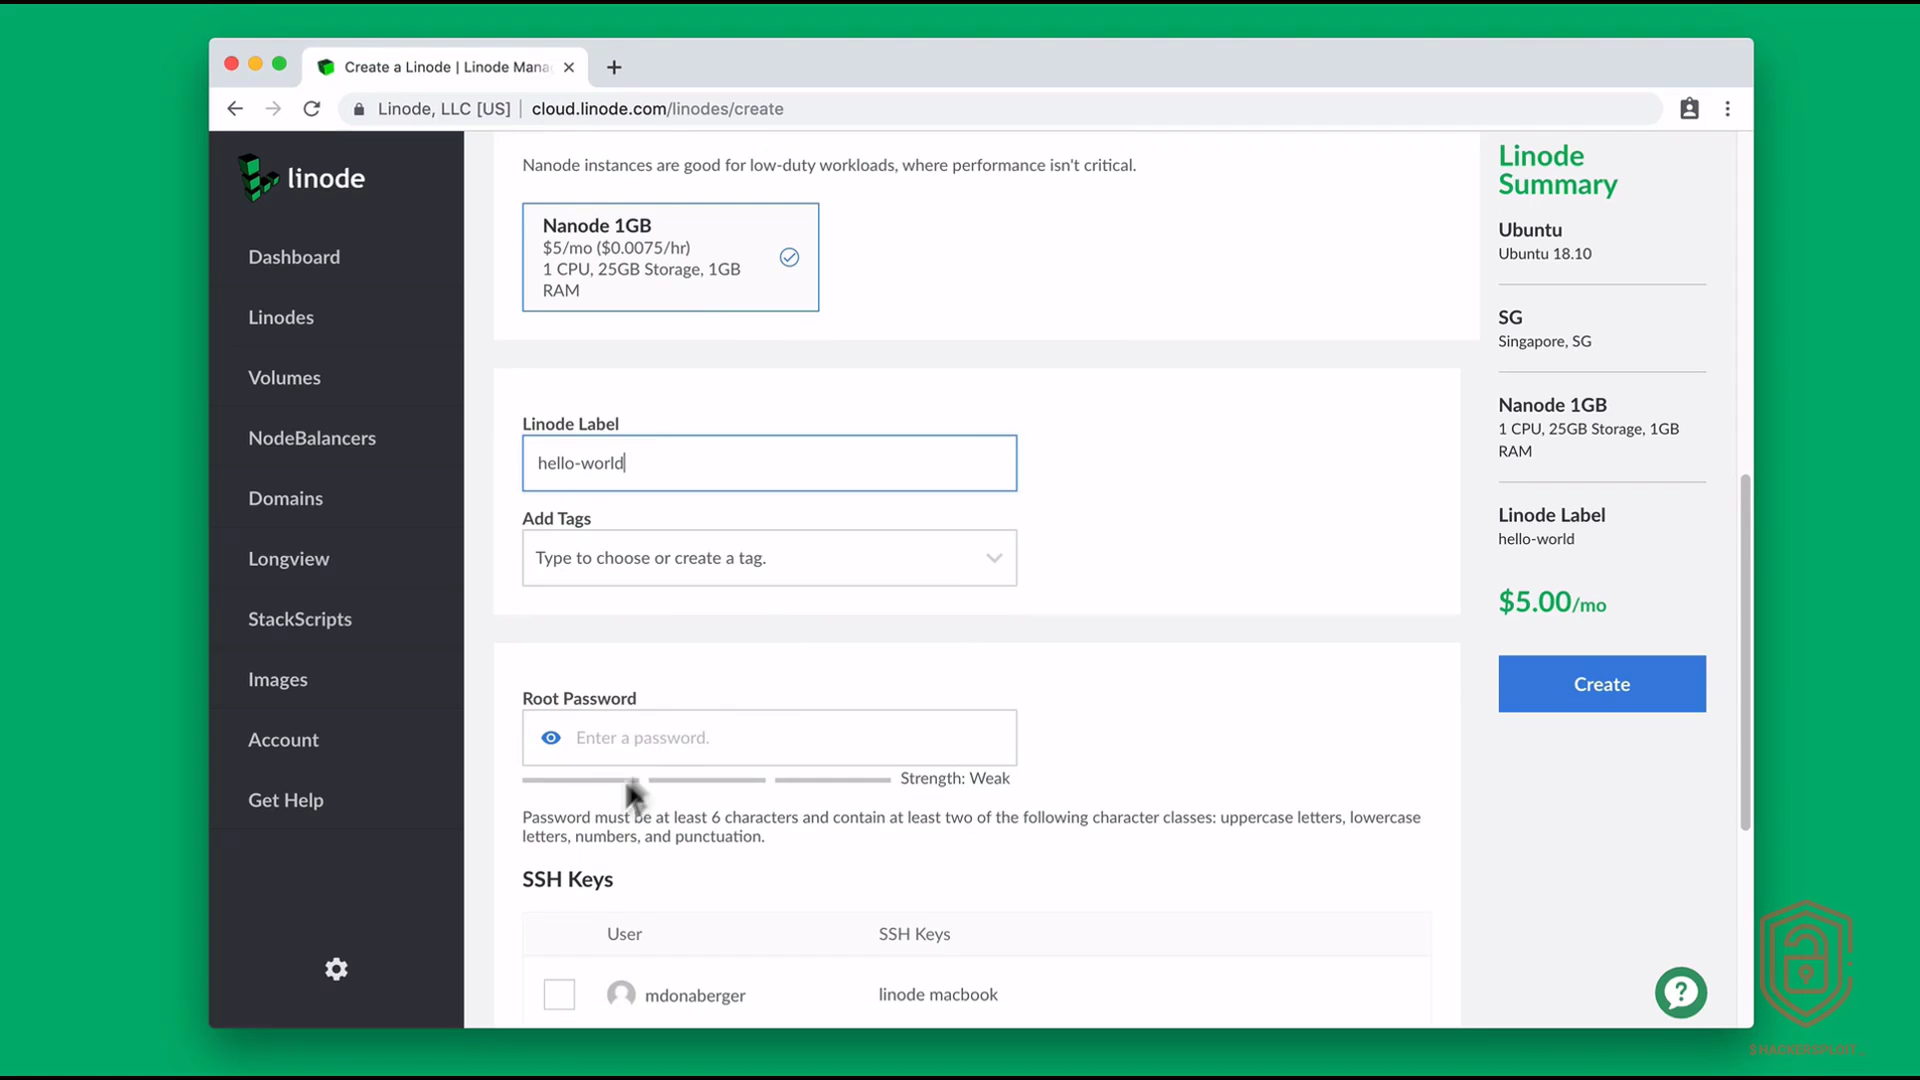 Create a Linode | Linode Mana
Linode, LLC [US] | cloud.linode.com/linodes/create
linode
Dashboard
Linodes
Volumes
NodeBalancers
Domains
Longview
StackScripts
Images
Account
Get Help
Nanode instances are good for low-duty workloads, where performance isn't critical.
Nanode 1GB
$5/mo ($0.0075/hr)
1 CPU, 25GB Storage, 1GB
RAM
Linode Label
hello-world
Add Tags
Type to choose or create a tag.
Root Password
Enter a password.
Strength: Weak
Password must be at least 6 characters and contain at least two of the following character classes: uppercase letters, lowercase
letters, numbers, and punctuation.
SSH Keys
User SSH Keys
mdonaberger linode macbook
Linode
Summary
Ubuntu
Ubuntu 18.10
SG
Singapore, SG
Nanode 1GB
1 CPU, 25GB Storage, 1GB
RAM
Linode Label
hello-world
$5.00/mo
Create
?
HACKERSPLOIT